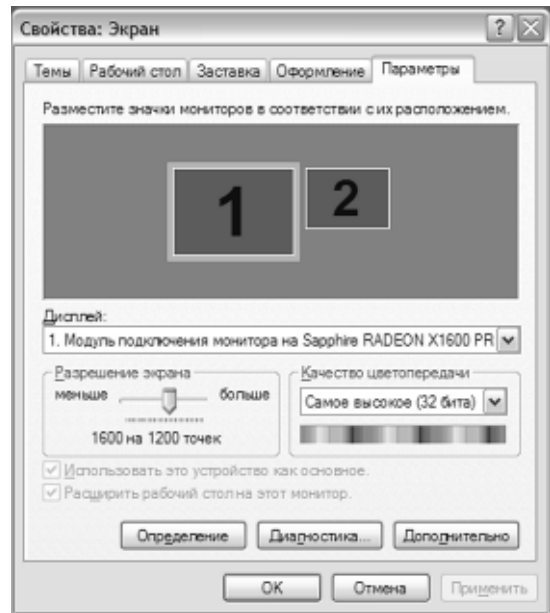 Свойства: Экран
Темы Рабочий стол Заставка Оформление Параметры
Разместите значки мониторов в соответствии с их расположением.
1 2
Дисплей:
1. Модуль подключения монитора на Sapphire RADEON X1600 PR
Разрешение экрана Качество цветопередачи
меньше больше Самое высокое (32 бита)
1600 на 1200 точек
Использовать это устройство как основное.
Расширить рабочий стол на этот монитор.
Определение Диагностика... Дополнительно
OK Отмена Применить